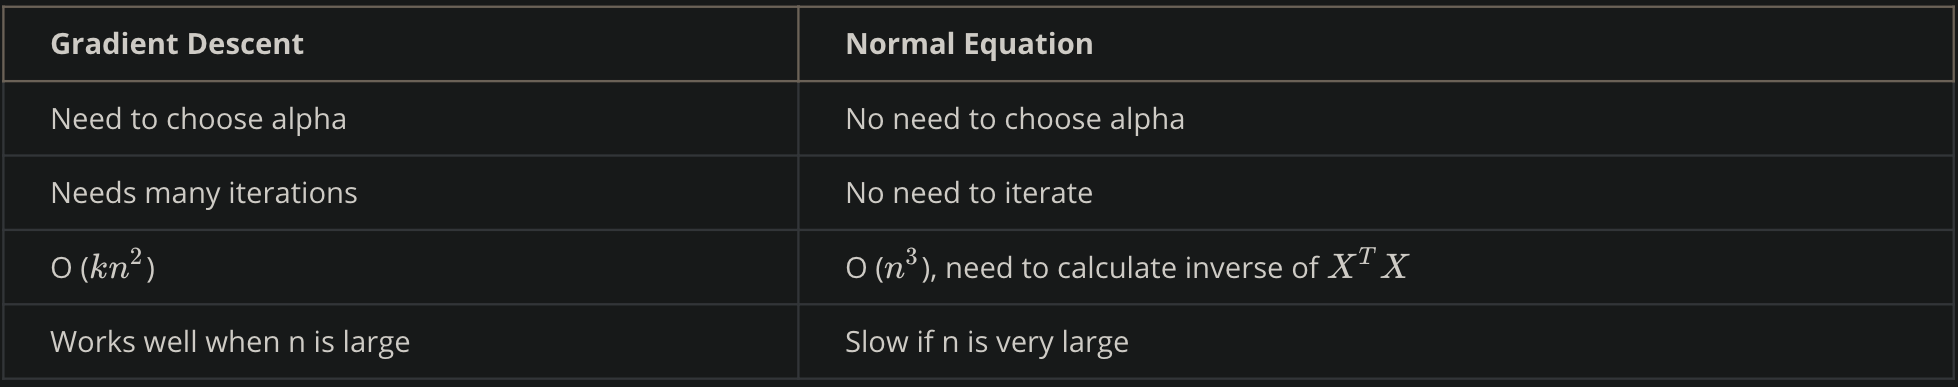 Gradient Descent Normal Equation
Need to choose alpha No need to choose alpha
Needs many iterations No need to iterate
O (kn²) O (n³), need to calculate inverse of XᵀX
Works well when n is large Slow if n is very large